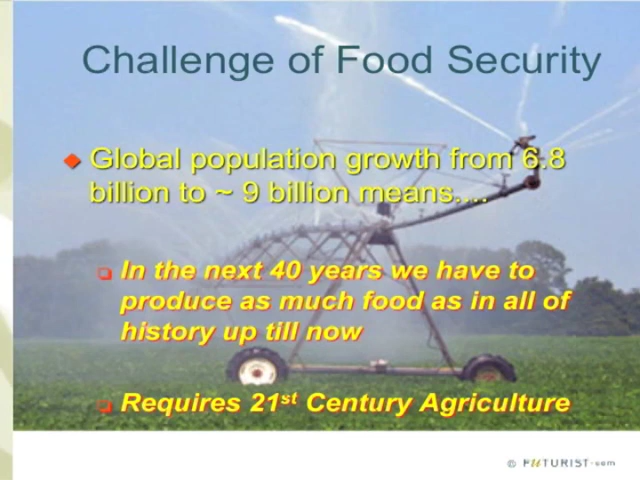 Challenge of Food Security
Global population growth from 6.8
billion to ~ 9 billion means....
In the next 40 years we have to
produce as much food as in all of
history up till now
Requires 21st Century Agriculture
© FUTURIST.com